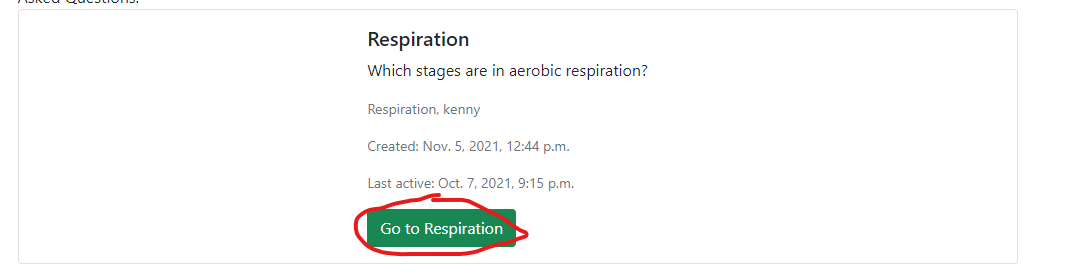 Asked Questions:
Respiration
Which stages are in aerobic respiration?
Respiration, kenny
Created: Nov. 5, 2021, 12:44 p.m.
Last active: Oct. 7, 2021, 9:15 p.m.
Go to Respiration